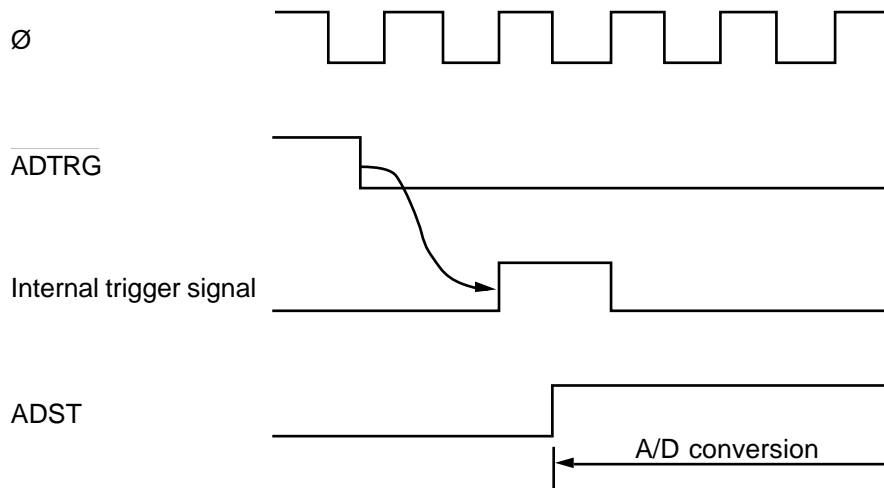 Ø
ADTRG
Internal trigger signal
ADST
A/D conversion